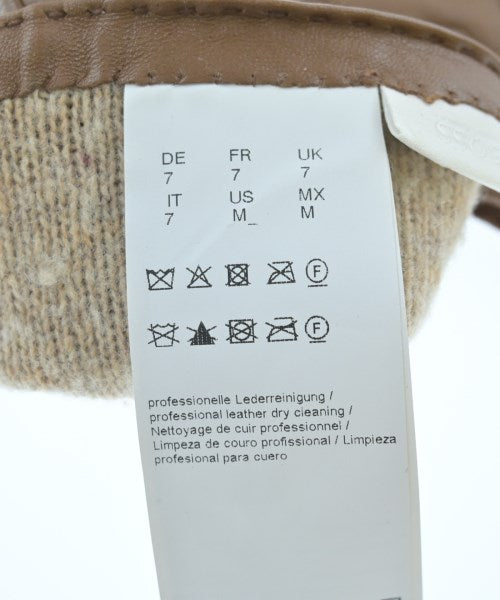 DE FR UK
7 7 7
IT US MX
7 M_ M
F
F
professionelle Lederreinigung /
professional leather dry cleaning /
Nettoyage de cuir professionnel /
Limpeza de couro profissional / Limpieza
profesional para cuero